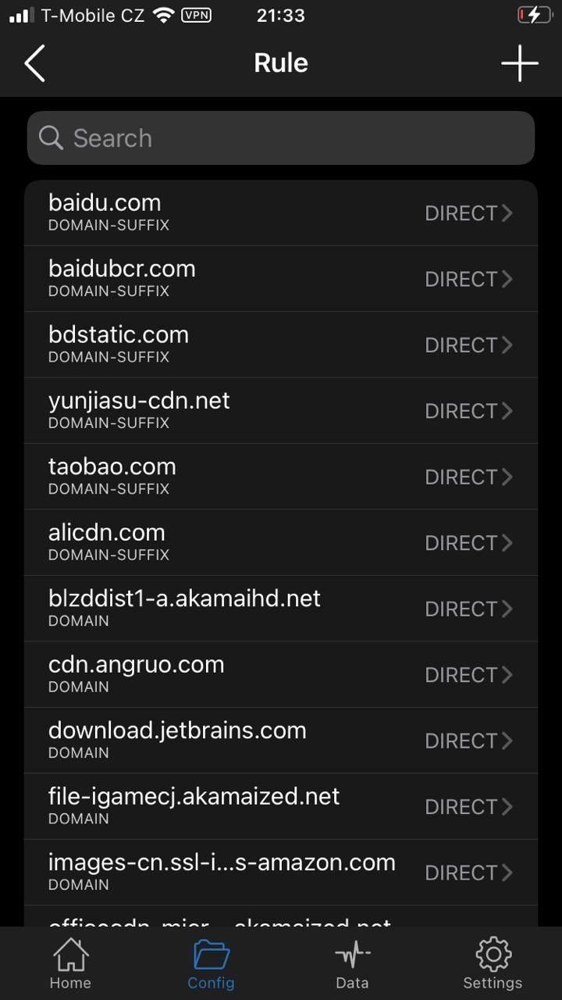 T-Mobile CZ VPN 21:33
Rule
Search
baidu.com
DOMAIN-SUFFIX
DIRECT
baidubcr.com
DOMAIN-SUFFIX
DIRECT
bdstatic.com
DOMAIN-SUFFIX
DIRECT
yunjiasu-cdn.net
DOMAIN-SUFFIX
DIRECT
taobao.com
DOMAIN-SUFFIX
DIRECT
alicdn.com
DOMAIN-SUFFIX
DIRECT
blzddist1-a.akamaihd.net
DOMAIN
DIRECT
cdn.angruo.com
DOMAIN
DIRECT
download.jetbrains.com
DOMAIN
DIRECT
file-igamecj.akamaized.net
DOMAIN
DIRECT
images-cn.ssl-i...s-amazon.com
DOMAIN
DIRECT
Home
Config
Data
Settings